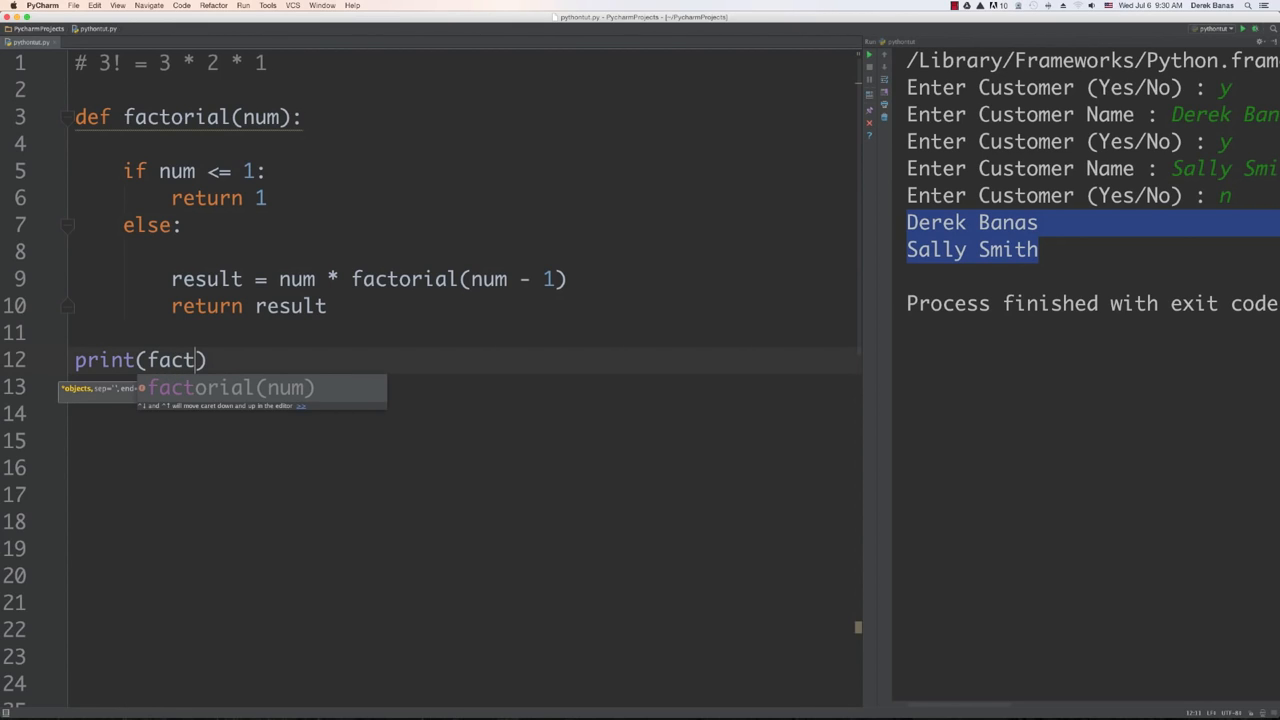 PyCharm File Edit View Navigate Code Refactor Run Tools VCS Window Help
10 Wed Jul 6 9:30 AM Derek Banas
pythontut.py - PyCharmProjects - [~/PycharmProjects]
PycharmProjects pythontut.py
pythontut
pythontut.py
Run pythontut
1 # 3! = 3 * 2 * 1
2
3 def factorial(num):
4
5 if num <= 1:
6 return 1
7 else:
8
9 result = num * factorial(num - 1)
10 return result
11
12 print(fact)
13 *objects, sep=' ', end= factorial(num)
^↓ and ^↑ will move caret down and up in the editor >>
14
15
16
17
18
19
20
21
22
23
24
25
/Library/Frameworks/Python.fram
Enter Customer (Yes/No) : y
Enter Customer Name : Derek Ban
Enter Customer (Yes/No) : y
Enter Customer Name : Sally Smi
Enter Customer (Yes/No) : n
Derek Banas
Sally Smith
Process finished with exit code
12:11 LF÷ UTF-8÷